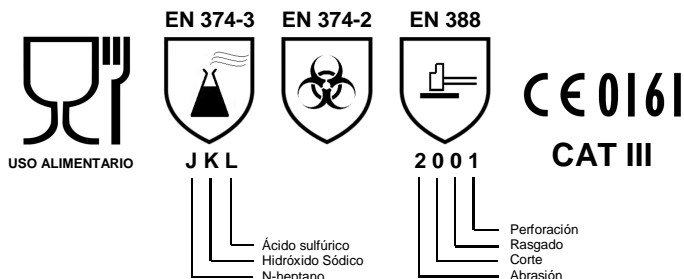 EN 374-3 EN 374-2 EN 388
CE 0161
USO ALIMENTARIO
J K L
2 0 0 1
CAT III
Ácido sulfúrico
Hidróxido Sódico
N-heptano
Perforación
Rasgado
Corte
Abrasión